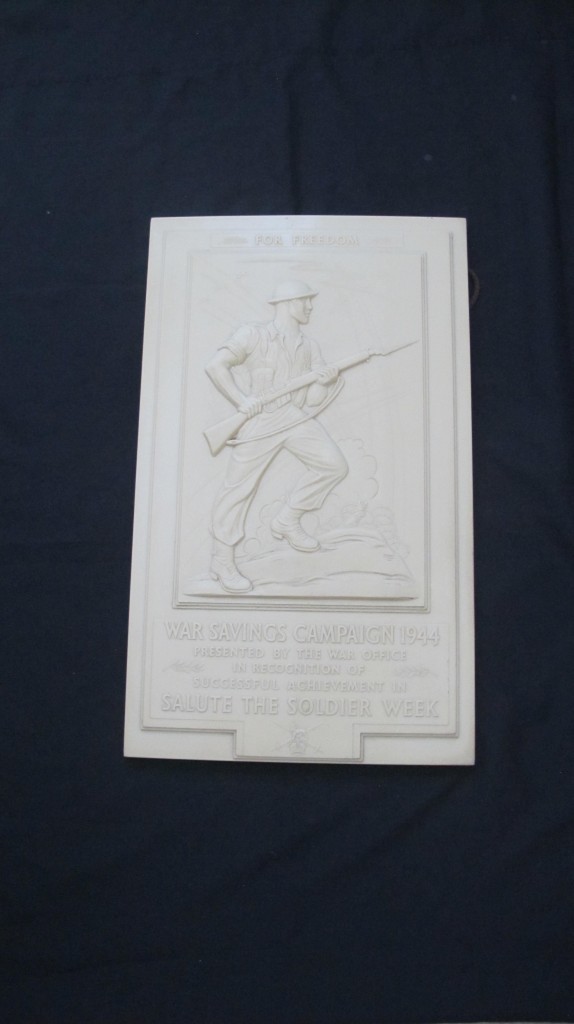 FOR FREEDOM
WAR SAVINGS CAMPAIGN 1944
PRESENTED BY THE WAR OFFICE
IN RECOGNITION OF
SUCCESSFUL ACHIEVEMENT IN
SALUTE THE SOLDIER WEEK